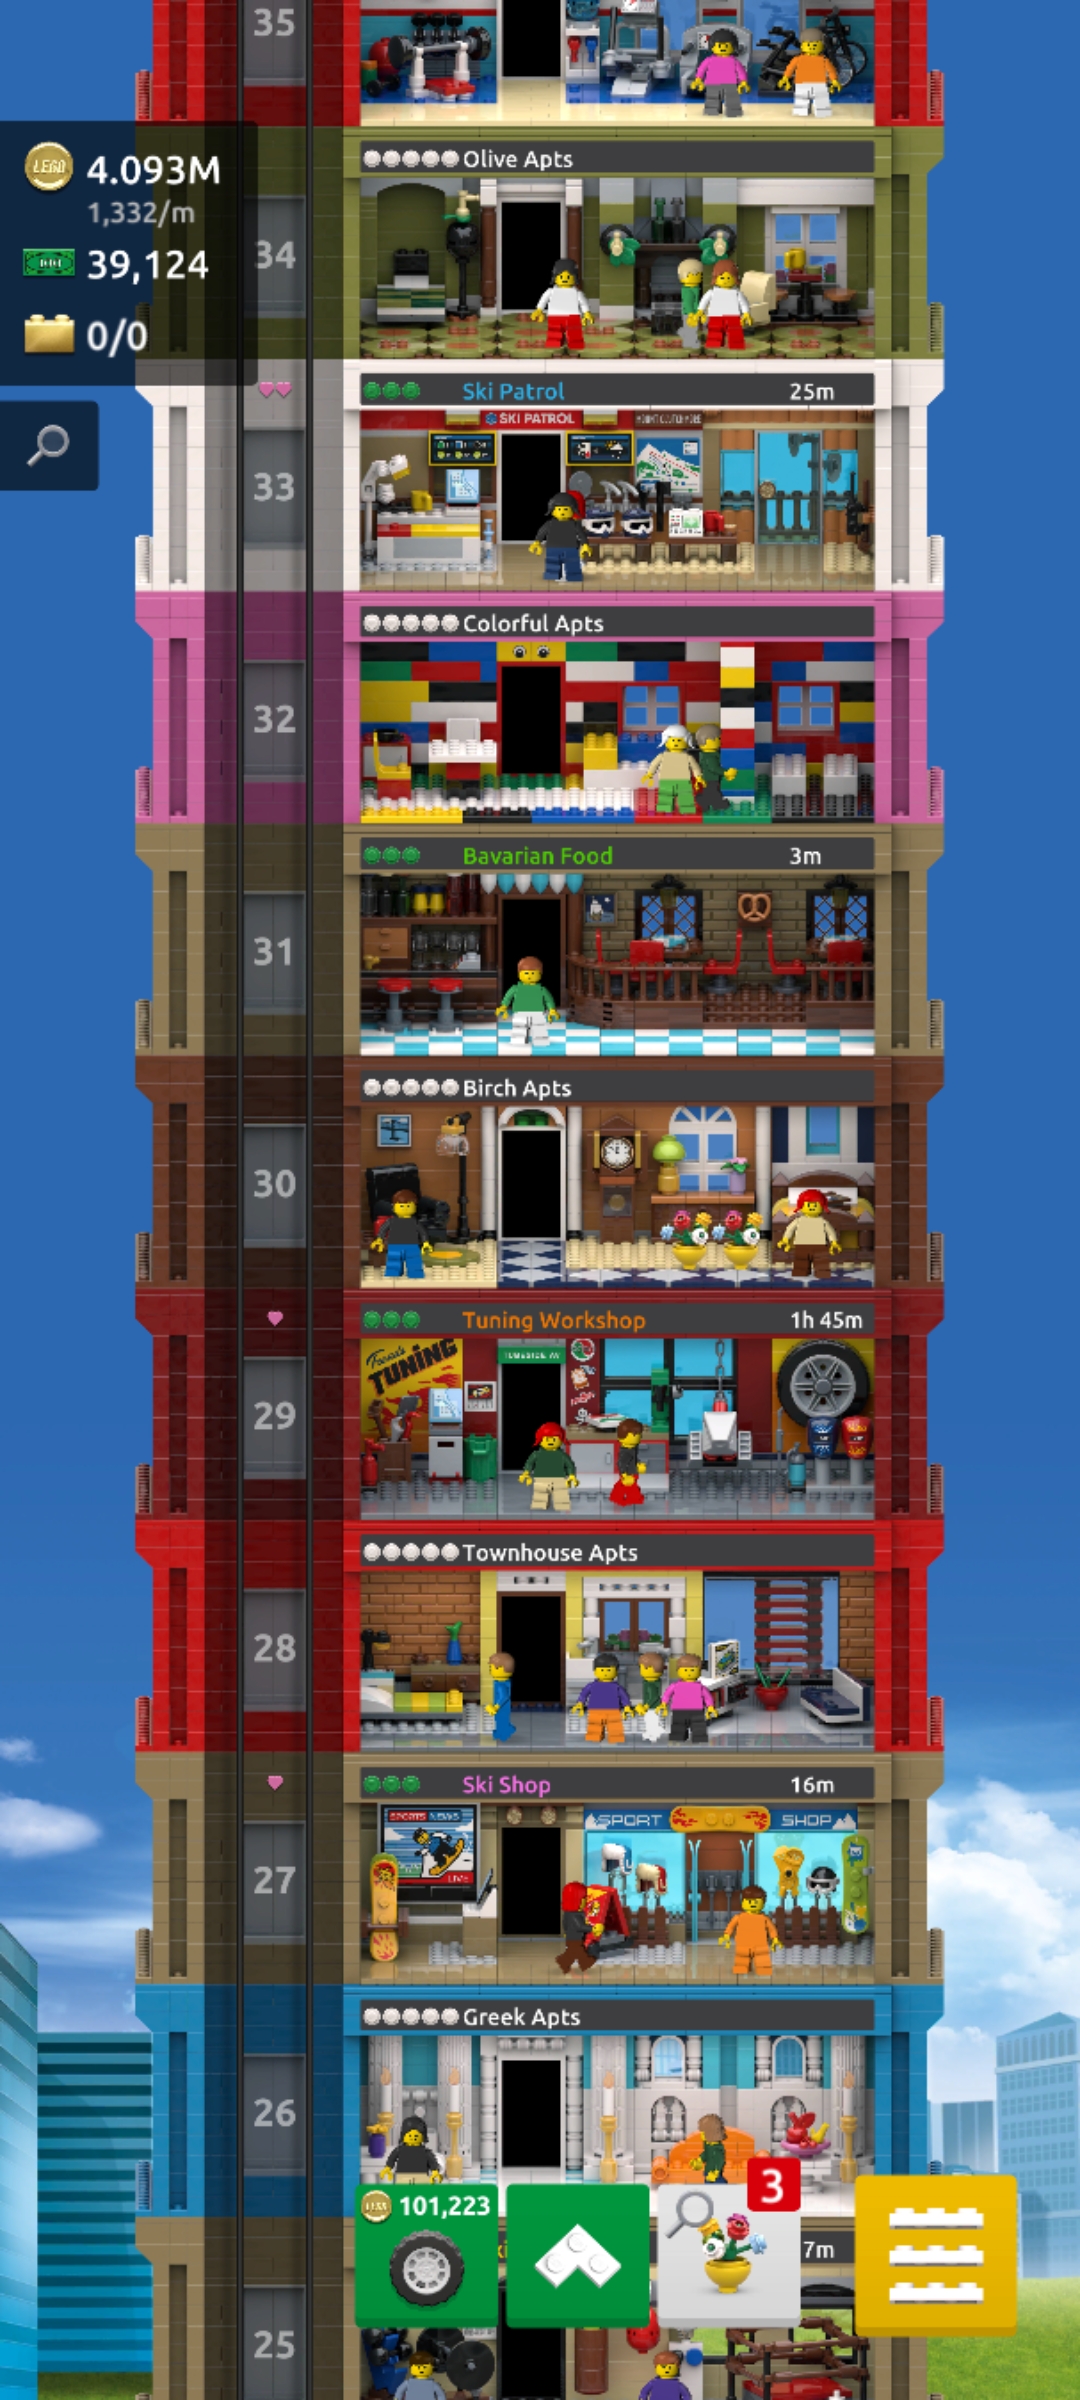 35
LEGO 4.093M
1,332/m
39,124
0/0
Olive Apts
34
Ski Patrol 25m
SKI PATROL
33
Colorful Apts
32
Bavarian Food 3m
31
Birch Apts
30
Tuning Workshop 1h 45m
TUNING
29
Townhouse Apts
28
Ski Shop 16m
SPORTS NEWS
LIVE
SPORT SHOP
27
Greek Apts
26
3
101,223
7m
25